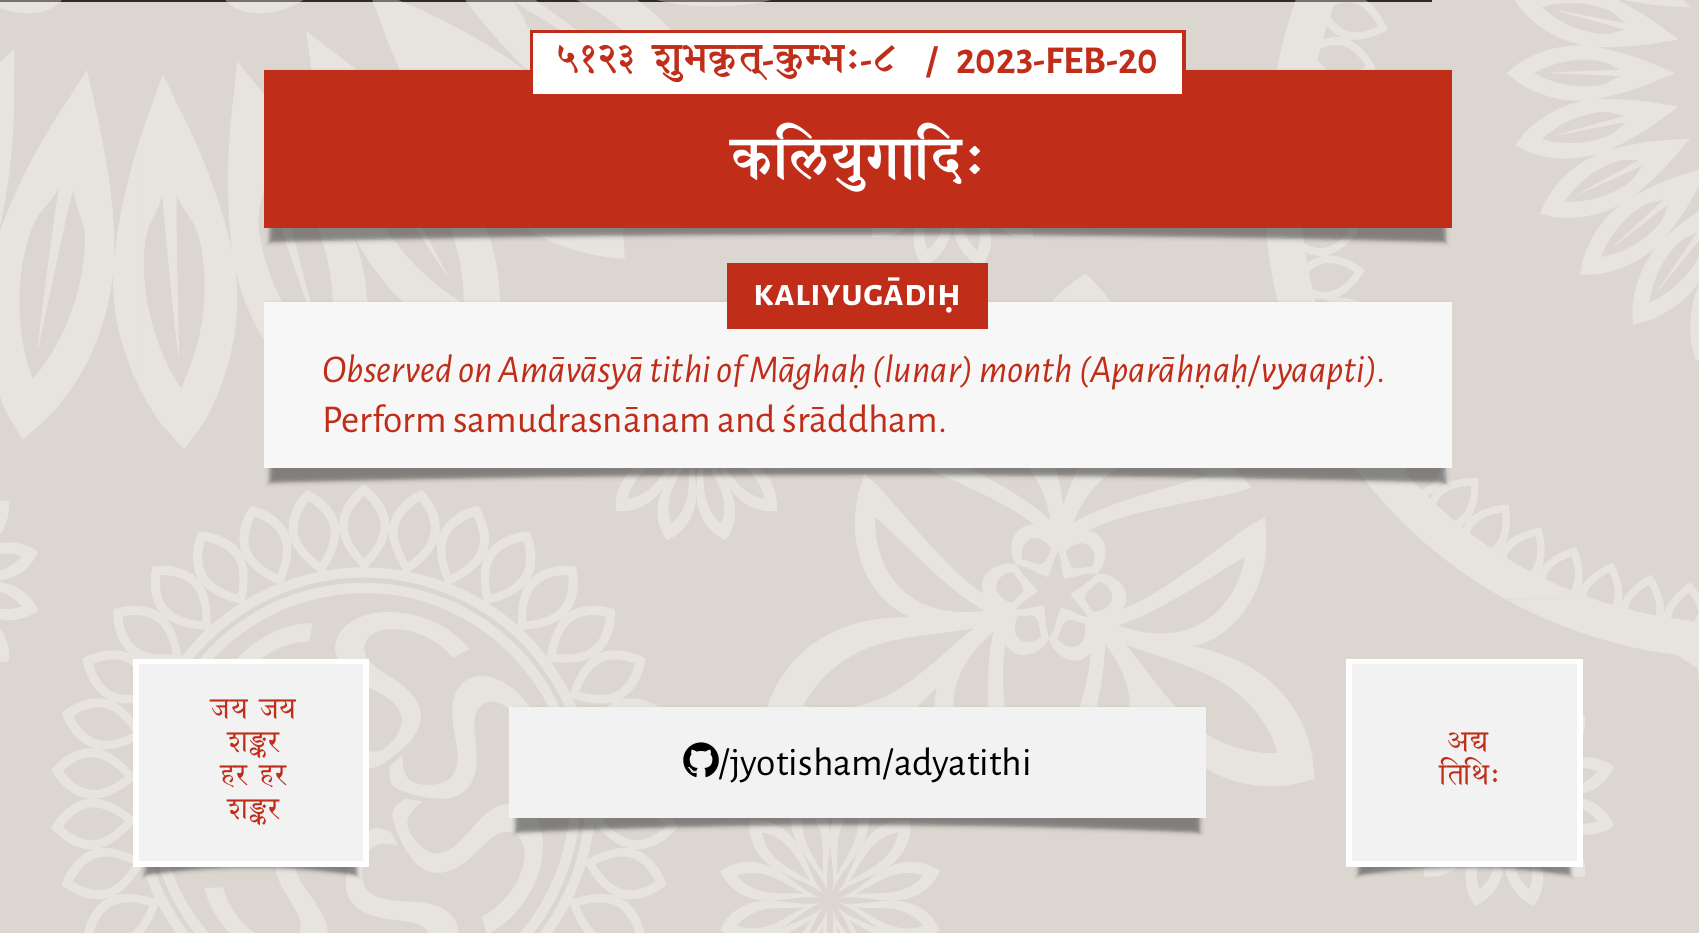 ५१२३ शुभकृत्-कुम्भः-८ / 2023-FEB-20
कलियुगादिः
KALIYUGĀDIḤ
Observed on Amāvāsyā tithi of Māghaḥ (lunar) month (Aparāhṇaḥ/vyaapti).
Perform samudrasnānam and śrāddham.
जय जय
शङ्कर
हर हर
शङ्कर
/jyotisham/adyatithi
अद्य
तिथिः